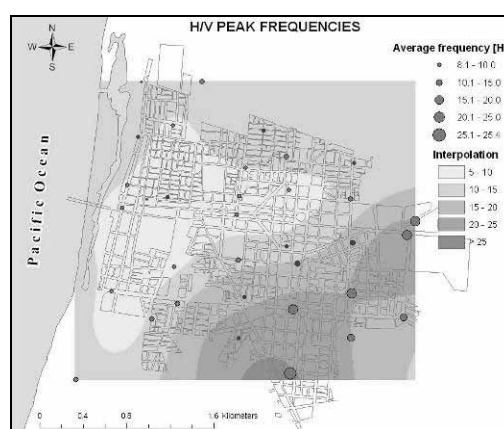 H/V PEAK FREQUENCIES
N
W
E
S
Average frequency [H
8.1 - 10.0
10.1 - 15.0
15.1 - 20.0
20.1 - 25.0
25.1 - 25.4
Interpolation
5 - 10
10 - 15
15 - 20
20 - 25
> 25
Pacific Ocean
0 0.4 0.8 1.6 kilometers